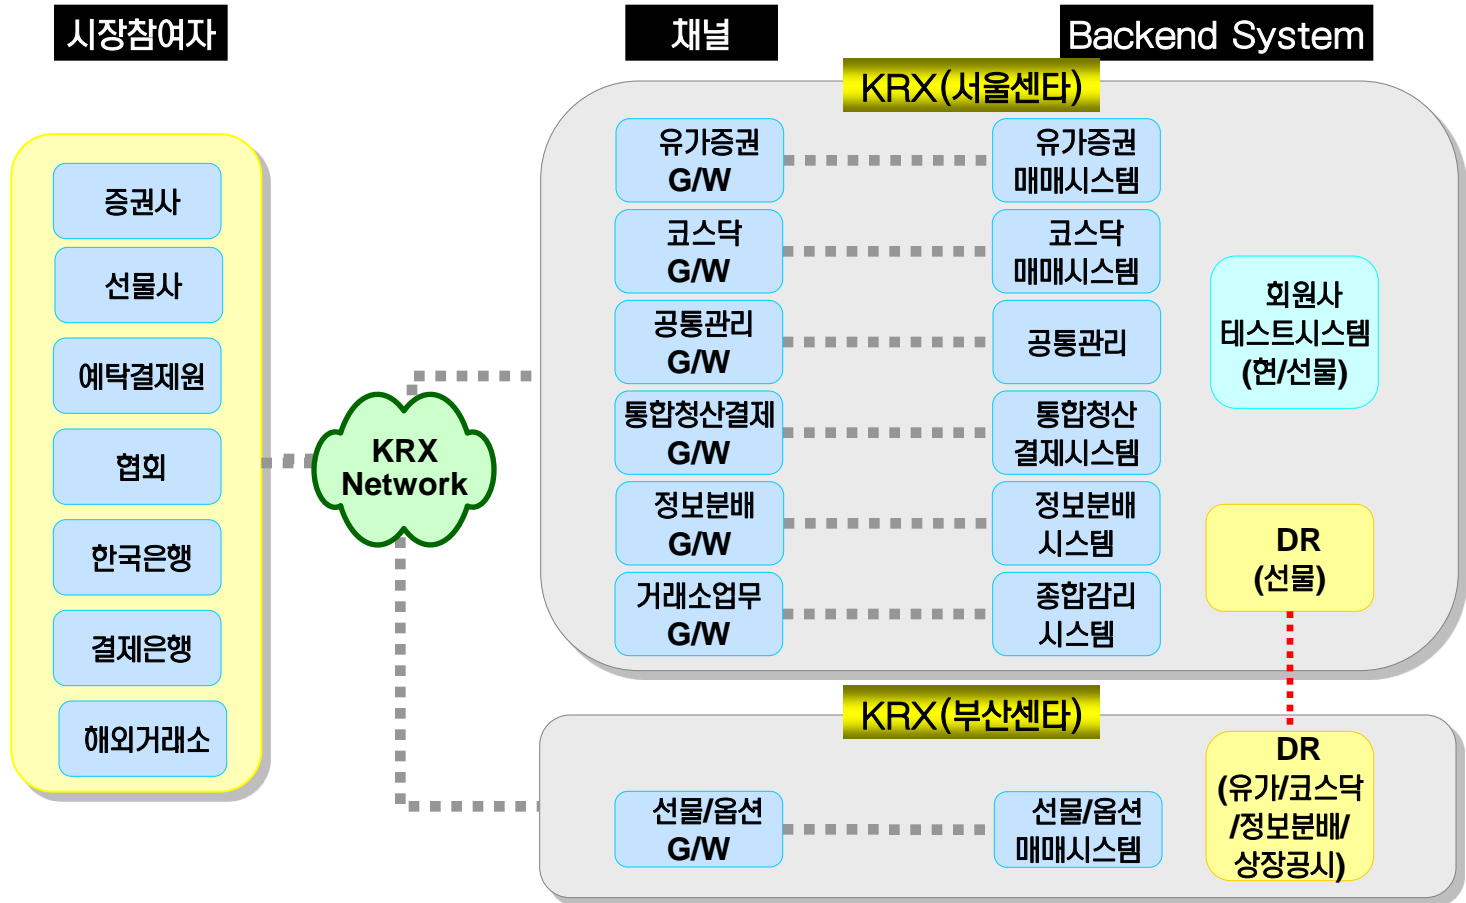 시장참여자
채널
Backend System
증권사
선물사
예탁결제원
협회
한국은행
결제은행
해외거래소
KRX
Network
KRX(서울센타)
유가증권
G/W
유가증권
매매시스템
코스닥
G/W
코스닥
매매시스템
공통관리
G/W
공통관리
통합청산결제
G/W
통합청산
결제시스템
정보분배
G/W
정보분배
시스템
거래소업무
G/W
종합감리
시스템
회원사
테스트시스템
(현/선물)
DR
(선물)
KRX(부산센타)
선물/옵션
G/W
선물/옵션
매매시스템
DR
(유가/코스닥
/정보분배/
상장공시)